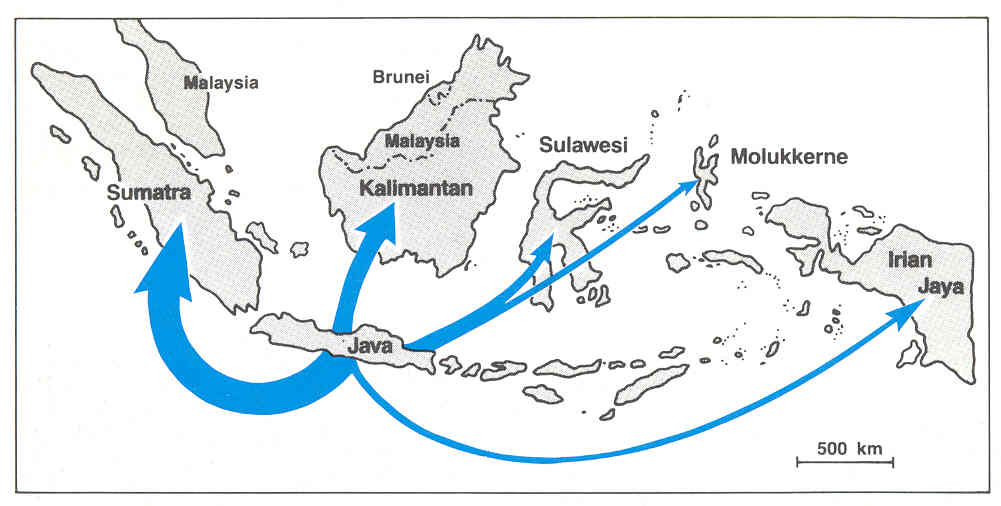 Malaysia
Brunei
Malaysia
Sulawesi
Molukkerne
Sumatra
Kalimantan
Irian
Jaya
Java
500 km